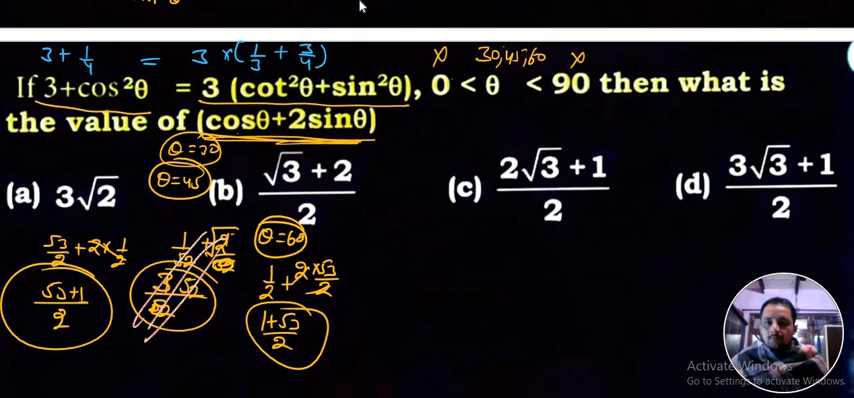 3 + 1/4 = 3 × (1/3 + 3/4) × 30,45,60 ×
If 3+cos²θ = 3 (cot²θ+sin²θ), 0 < θ < 90 then what is
the value of (cosθ+2sinθ)
θ=30
θ=45
(a) 3√2 (b) (√3 + 2)/2 (c) (2√3 + 1)/2 (d) (3√3 + 1)/2
θ=60
√3/2 + 2×1/2
1/2 + 2×√3/2
(√3+1)/2
(1+√3)/2
Activate Windows
Go to Settings to activate Windows.